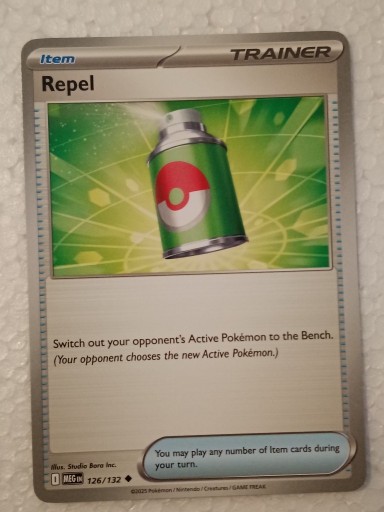 Item
TRAINER
Repel
Switch out your opponent's Active Pokémon to the Bench.
(Your opponent chooses the new Active Pokémon.)
You may play any number of Item cards during
your turn.
Illus. Studio Bora Inc.
I MEG EN 126/132
©2025 Pokémon / Nintendo / Creatures / GAME FREAK